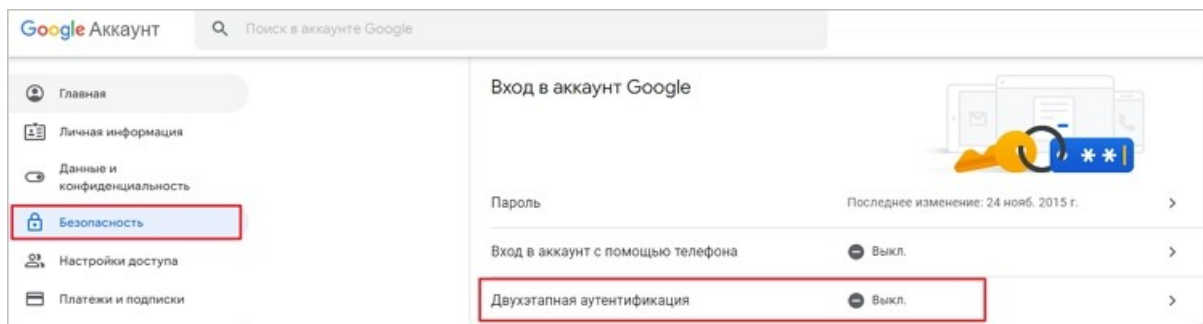 Google Аккаунт
Поиск в аккаунте Google
Главная
Личная информация
Данные и
конфиденциальность
Безопасность
Настройки доступа
Платежи и подписки
Вход в аккаунт Google
**
Пароль
Последнее изменение: 24 нояб. 2015 г.
Вход в аккаунт с помощью телефона
Выкл.
Двухэтапная аутентификация
Выкл.